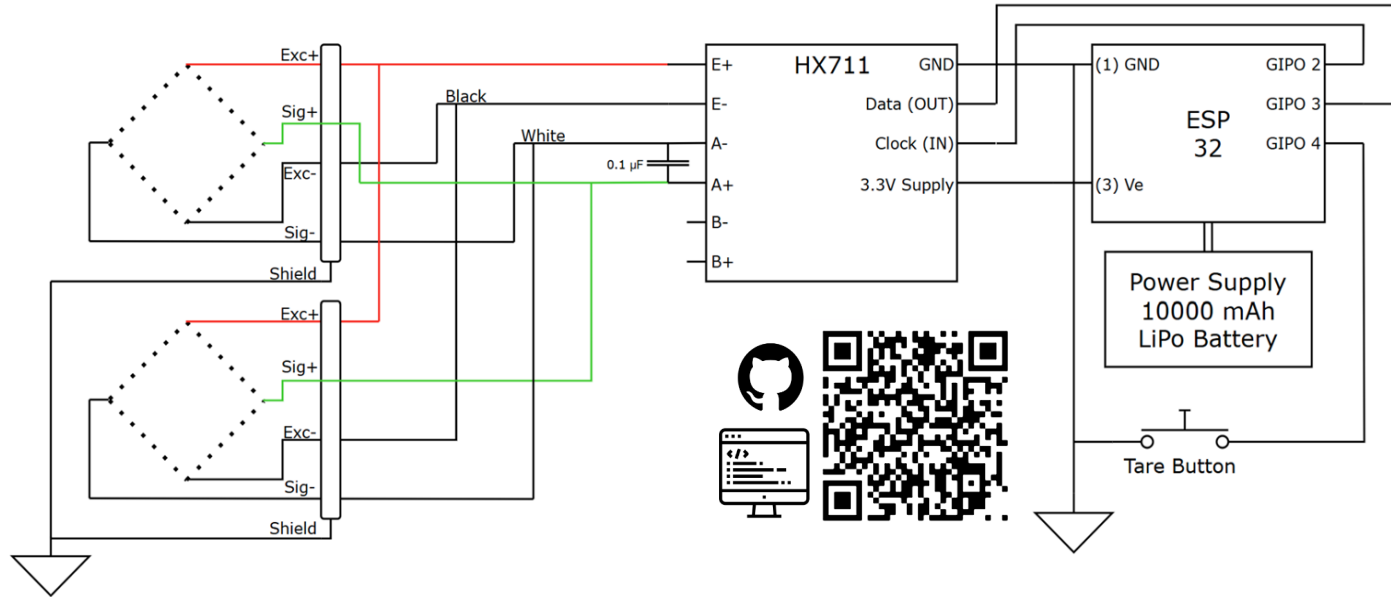 Exc+
Sig+
Exc-
Sig-
Shield
Exc+
Sig+
Exc-
Sig-
Shield
Black
White
0.1 µF
HX711
E+
E-
A-
A+
B-
B+
GND
Data (OUT)
Clock (IN)
3.3V Supply
(1) GND
(3) Ve
ESP
32
GIPO 2
GIPO 3
GIPO 4
Power Supply
10000 mAh
LiPo Battery
</>
Tare Button